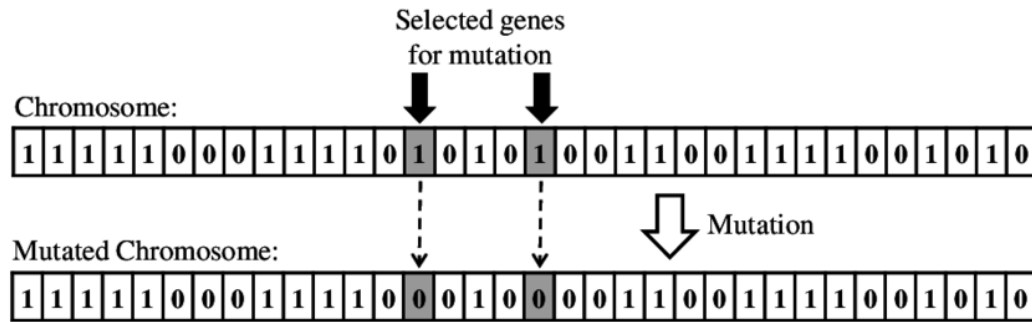 Selected genes
for mutation
Chromosome:
1 1 1 1 1 0 0 0 1 1 1 1 0 1 0 1 0 1 0 0 1 1 0 0 1 1 1 1 0 0 1 0 1 0
Mutation
Mutated Chromosome:
1 1 1 1 1 0 0 0 1 1 1 1 0 0 0 1 0 0 0 0 1 1 0 0 1 1 1 1 0 0 1 0 1 0